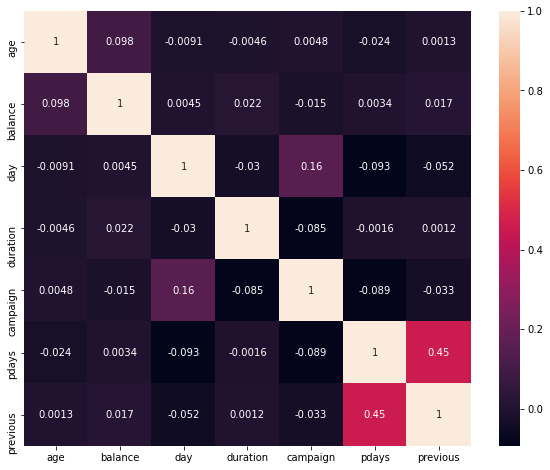 age 1 0.098 -0.0091 -0.0046 0.0048 -0.024 0.0013
balance 0.098 1 0.0045 0.022 -0.015 0.0034 0.017
day -0.0091 0.0045 1 -0.03 0.16 -0.093 -0.052
duration -0.0046 0.022 -0.03 1 -0.085 -0.0016 0.0012
campaign 0.0048 -0.015 0.16 -0.085 1 -0.089 -0.033
pdays -0.024 0.0034 -0.093 -0.0016 -0.089 1 0.45
previous 0.0013 0.017 -0.052 0.0012 -0.033 0.45 1
age balance day duration campaign pdays previous
1.0
0.8
0.6
0.4
0.2
0.0